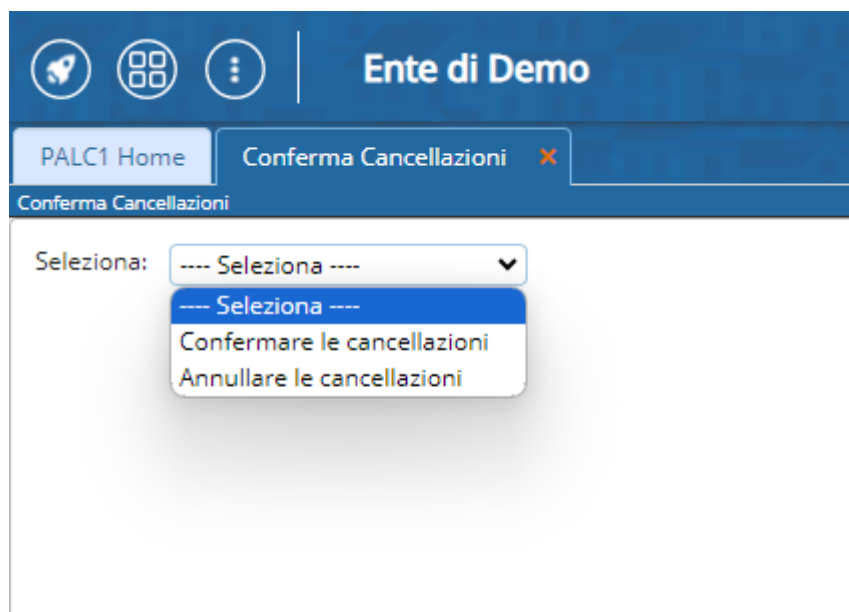 Ente di Demo
PALC1 Home
Conferma Cancellazioni
Conferma Cancellazioni
Seleziona: ---- Seleziona ----
---- Seleziona ----
Confermare le cancellazioni
Annullare le cancellazioni